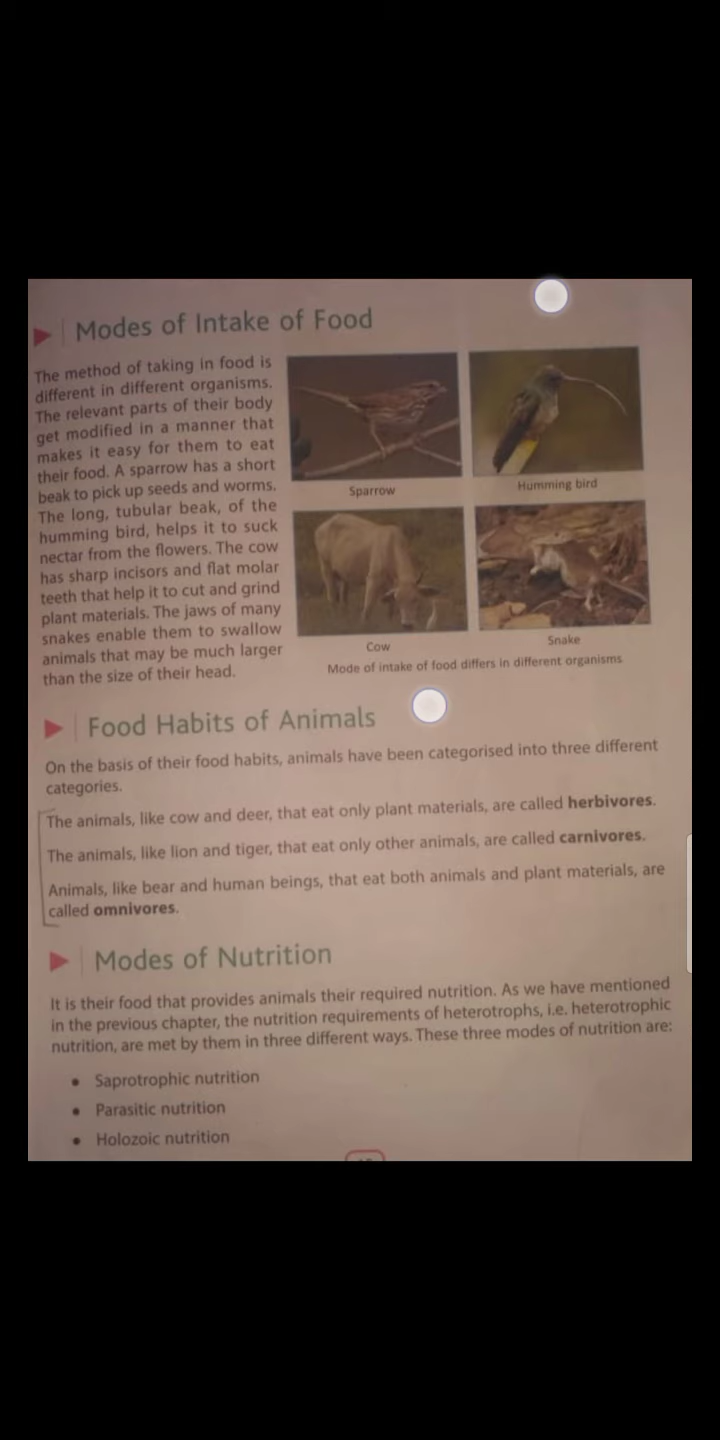 Modes of Intake of Food
The method of taking in food is
different in different organisms.
The relevant parts of their body
get modified in a manner that
makes it easy for them to eat
their food. A sparrow has a short
beak to pick up seeds and worms.
The long, tubular beak, of the
humming bird, helps it to suck
nectar from the flowers. The cow
has sharp incisors and flat molar
teeth that help it to cut and grind
plant materials. The jaws of many
snakes enable them to swallow
animals that may be much larger
than the size of their head.
Sparrow
Humming bird
Cow
Snake
Mode of intake of food differs in different organisms
Food Habits of Animals
On the basis of their food habits, animals have been categorised into three different
categories.
The animals, like cow and deer, that eat only plant materials, are called herbivores.
The animals, like lion and tiger, that eat only other animals, are called carnivores.
Animals, like bear and human beings, that eat both animals and plant materials, are
called omnivores.
Modes of Nutrition
It is their food that provides animals their required nutrition. As we have mentioned
in the previous chapter, the nutrition requirements of heterotrophs, i.e. heterotrophic
nutrition, are met by them in three different ways. These three modes of nutrition are:
• Saprotrophic nutrition
• Parasitic nutrition
• Holozoic nutrition